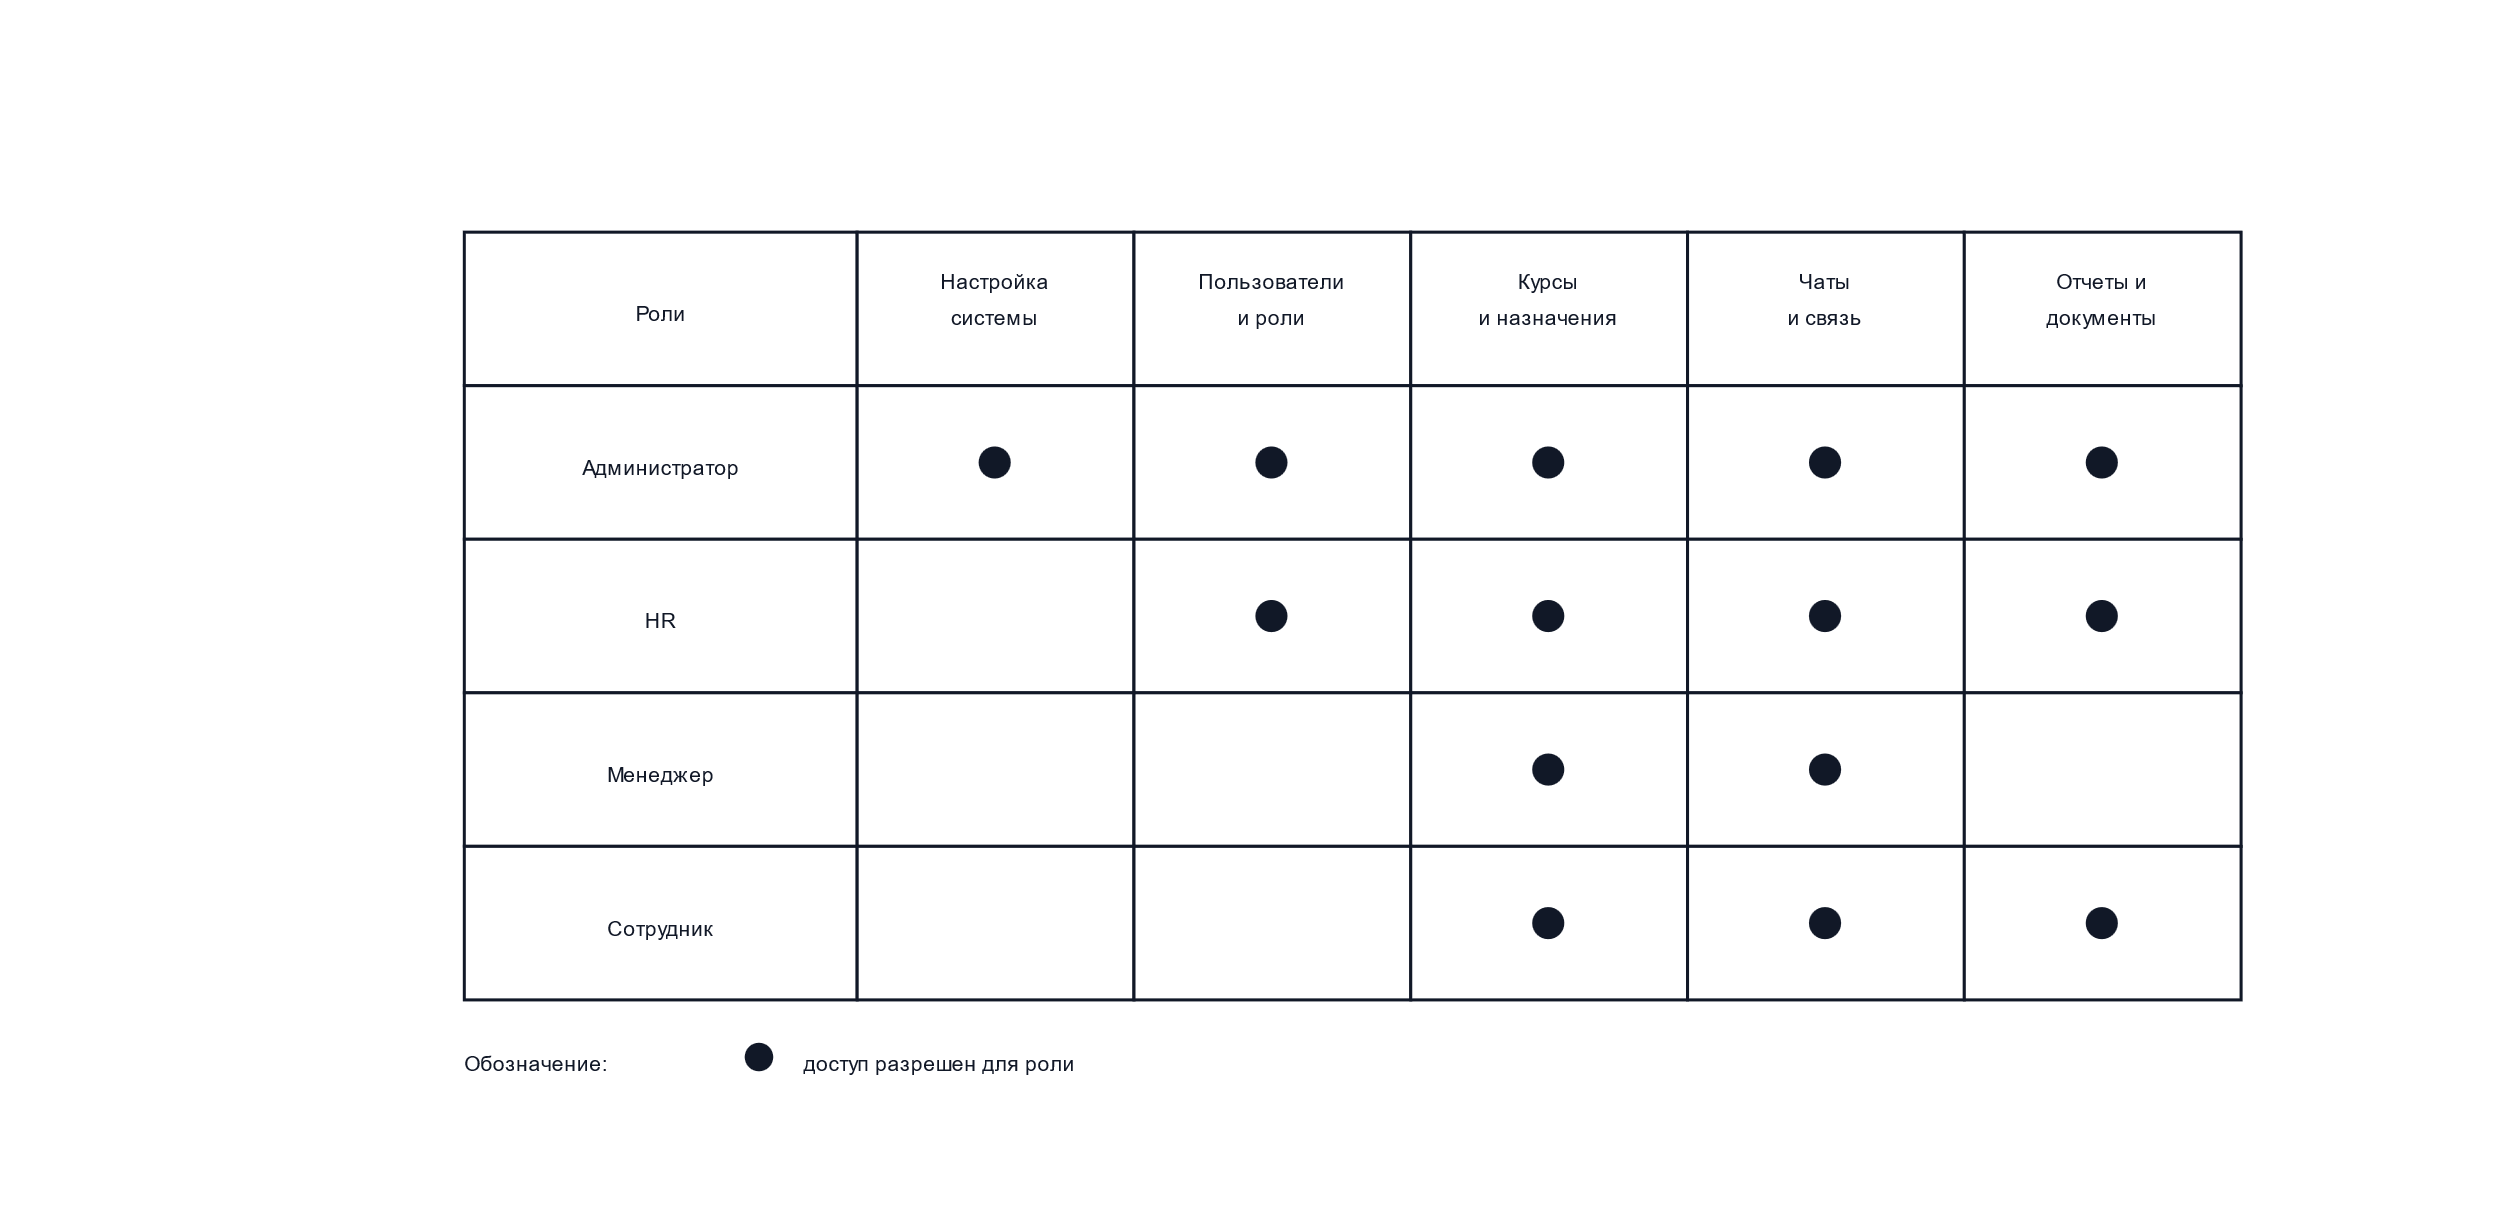 Роли
Настройка
системы
Пользователи
и роли
Курсы
и назначения
Чаты
и связь
Отчеты и
документы
Администратор
HR
Менеджер
Сотрудник
Обозначение:
доступ разрешен для роли